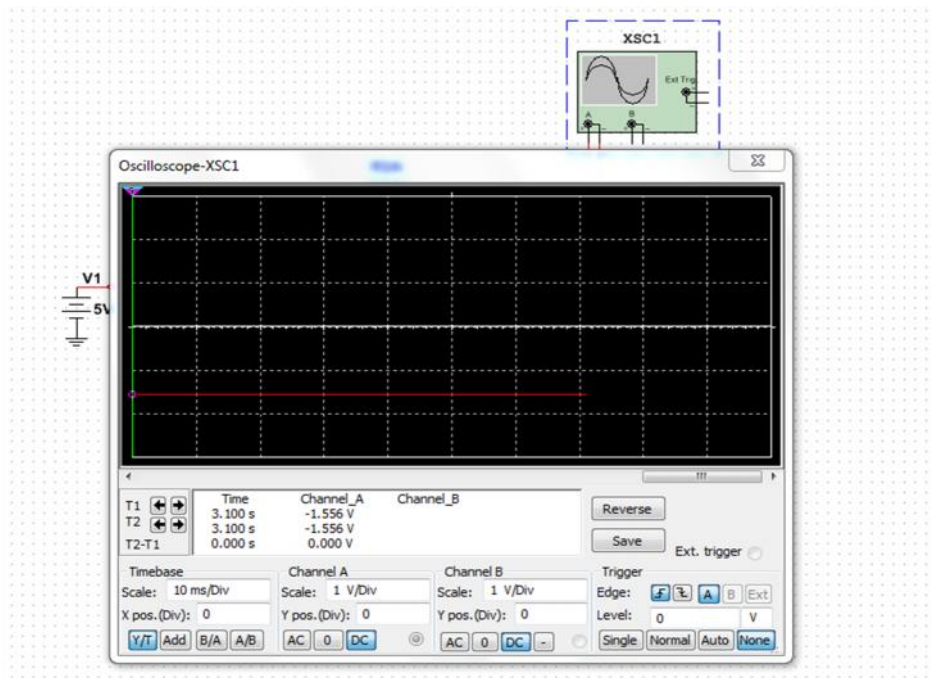 XSC1
Ext Trig
A B
Oscilloscope-XSC1
V1
Time Channel_A Channel_B
T1 3.100 s -1.556 V
T2 3.100 s -1.556 V
T2-T1 0.000 s 0.000 V
Reverse
Save
Ext. trigger
Timebase Channel A Channel B Trigger
Scale: 10 ms/Div Scale: 1 V/Div Scale: 1 V/Div Edge: A B Ext
X pos.(Div): 0 Y pos.(Div): 0 Y pos.(Div): 0 Level: 0 V
Y/T Add B/A A/B AC 0 DC AC 0 DC - Single Normal Auto None